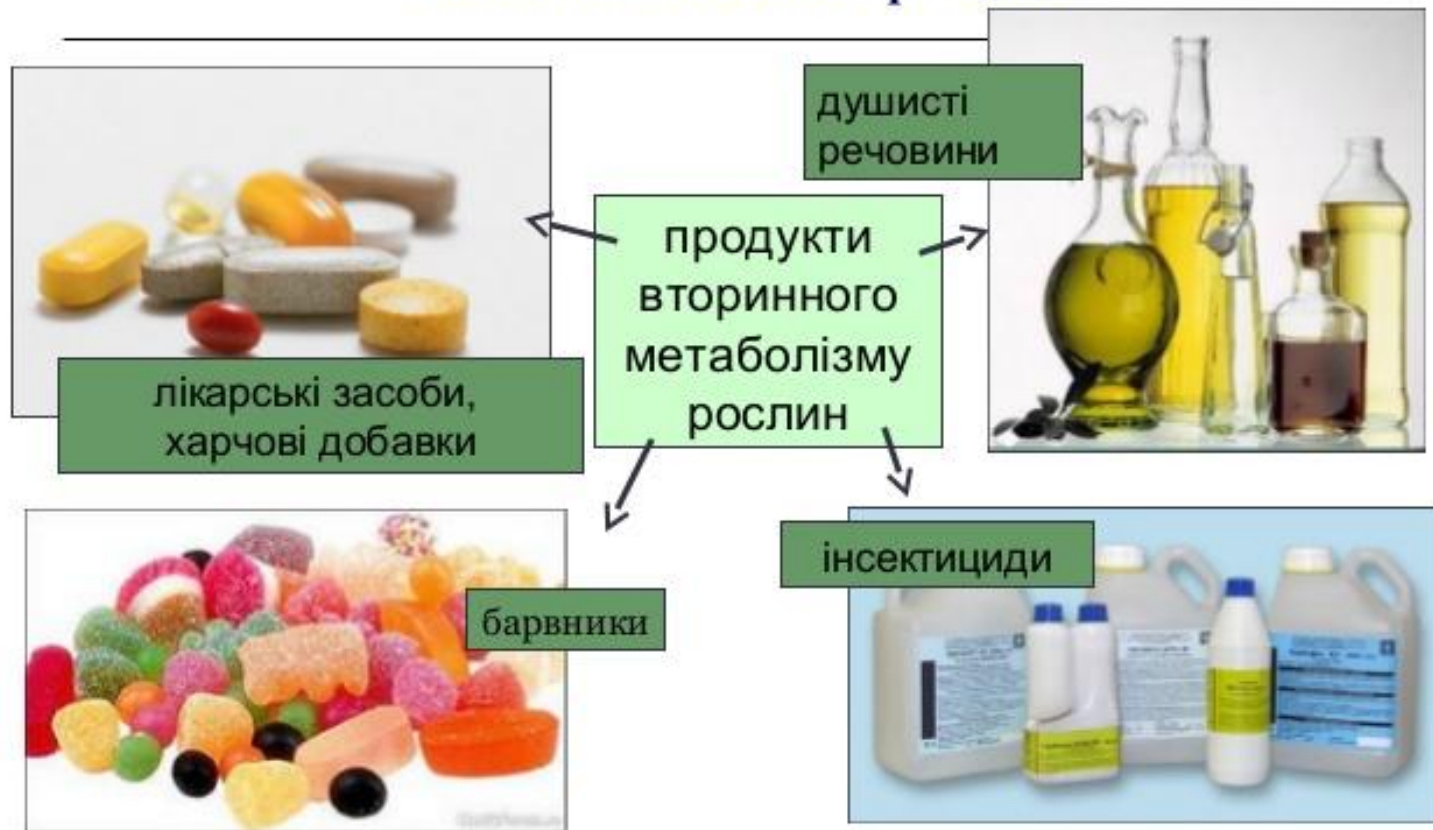 душисті
речовини
продукти
вторинного
метаболізму
рослин
лікарські засоби,
харчові добавки
інсектициди
барвники